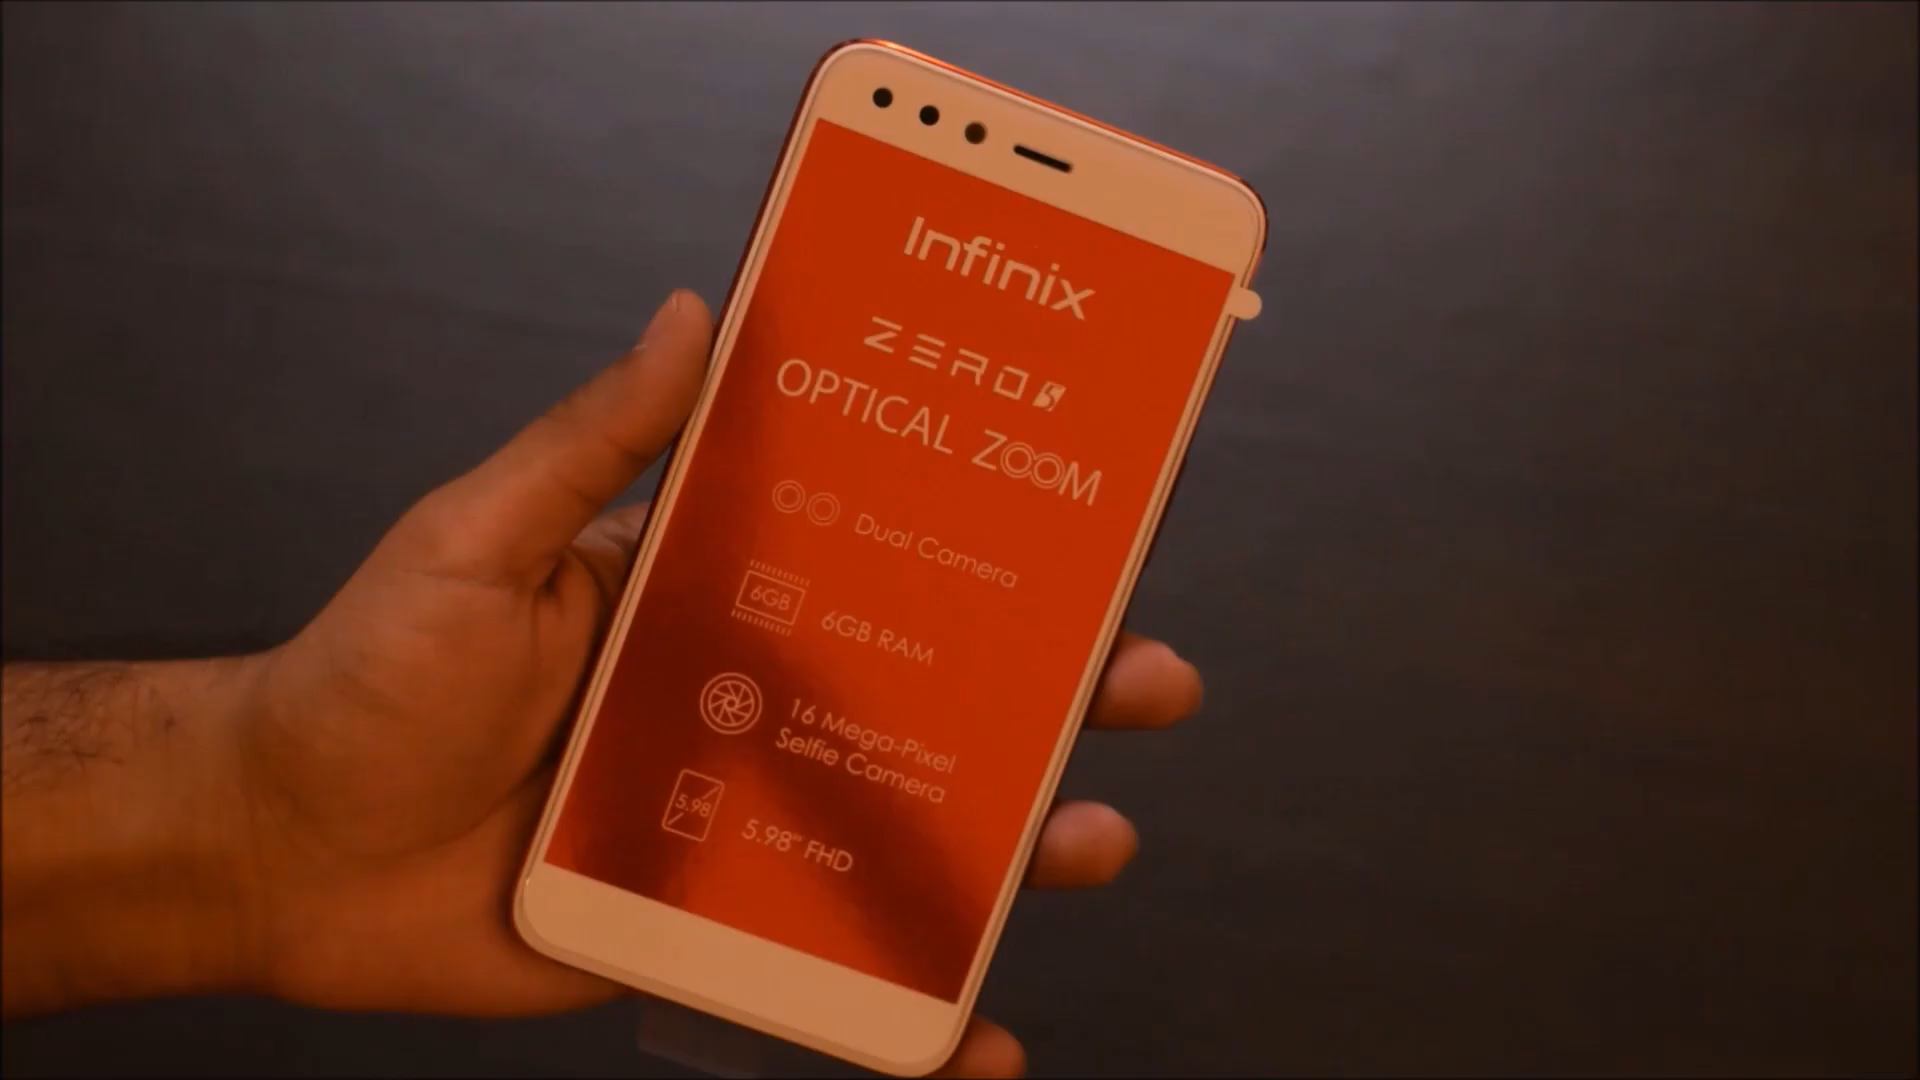 Infinix
ZERO 5
OPTICAL ZOOM
Dual Camera
6GB
6GB RAM
16 Mega-Pixel
Selfie Camera
5.98
5.98" FHD